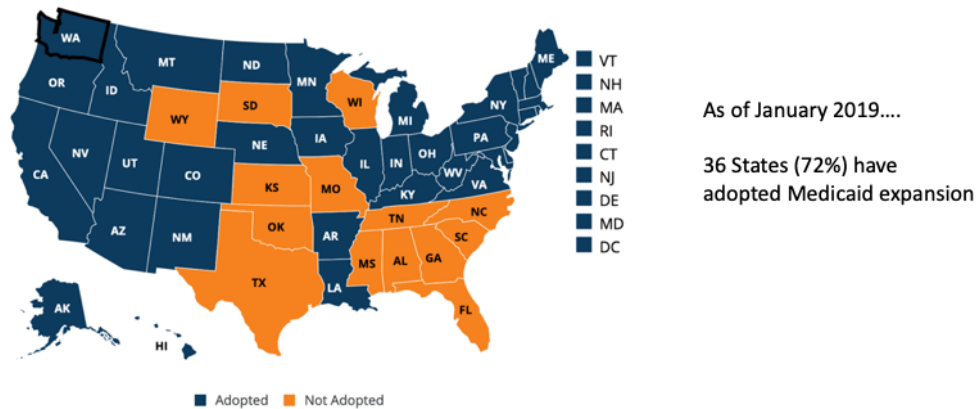 WA
MT
ND
MN
ME
OR
ID
SD
WI
NY
WY
MI
IA
PA
NE
NV
UT
IL
IN
OH
CA
CO
WV
VA
KS
MO
KY
TN
NC
AZ
NM
OK
AR
SC
MS
AL
GA
TX
LA
FL
AK
HI
VT
NH
MA
RI
CT
NJ
DE
MD
DC
As of January 2019....
36 States (72%) have
adopted Medicaid expansion
Adopted
Not Adopted